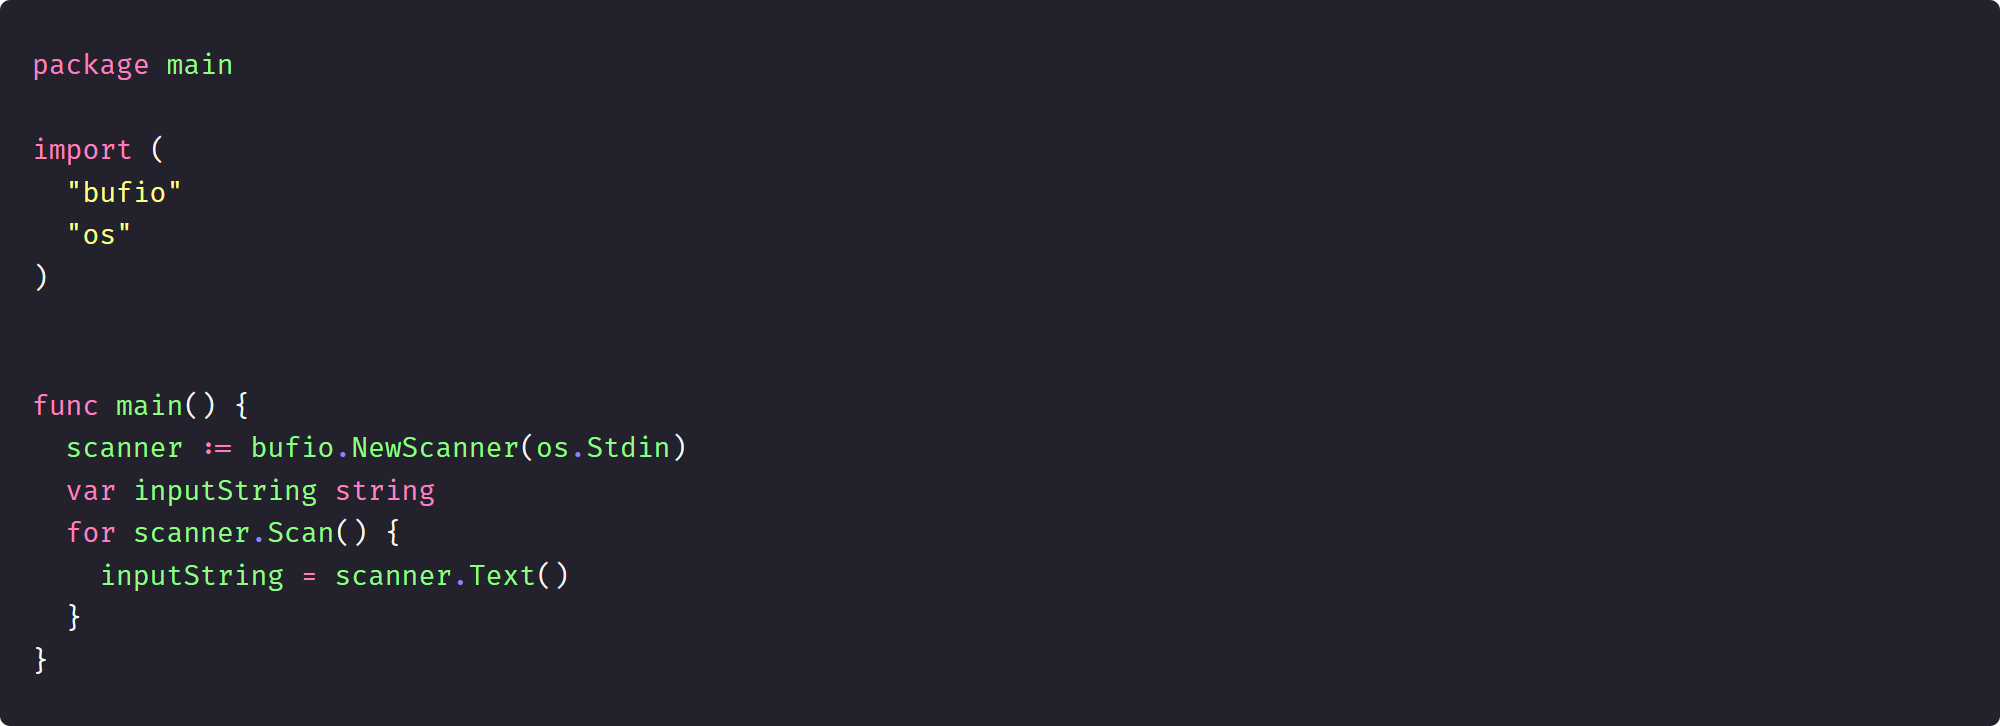 package main
import (
  "bufio"
  "os"
)
func main() {
  scanner := bufio.NewScanner(os.Stdin)
  var inputString string
  for scanner.Scan() {
    inputString = scanner.Text()
  }
}